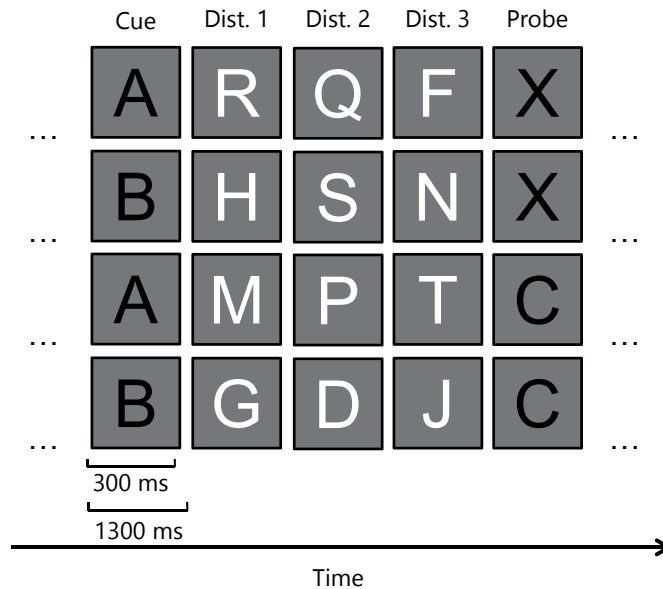 Cue Dist. 1 Dist. 2 Dist. 3 Probe
... A R Q F X ...
... B H S N X ...
... A M P T C ...
... B G D J C ...
300 ms
1300 ms
Time